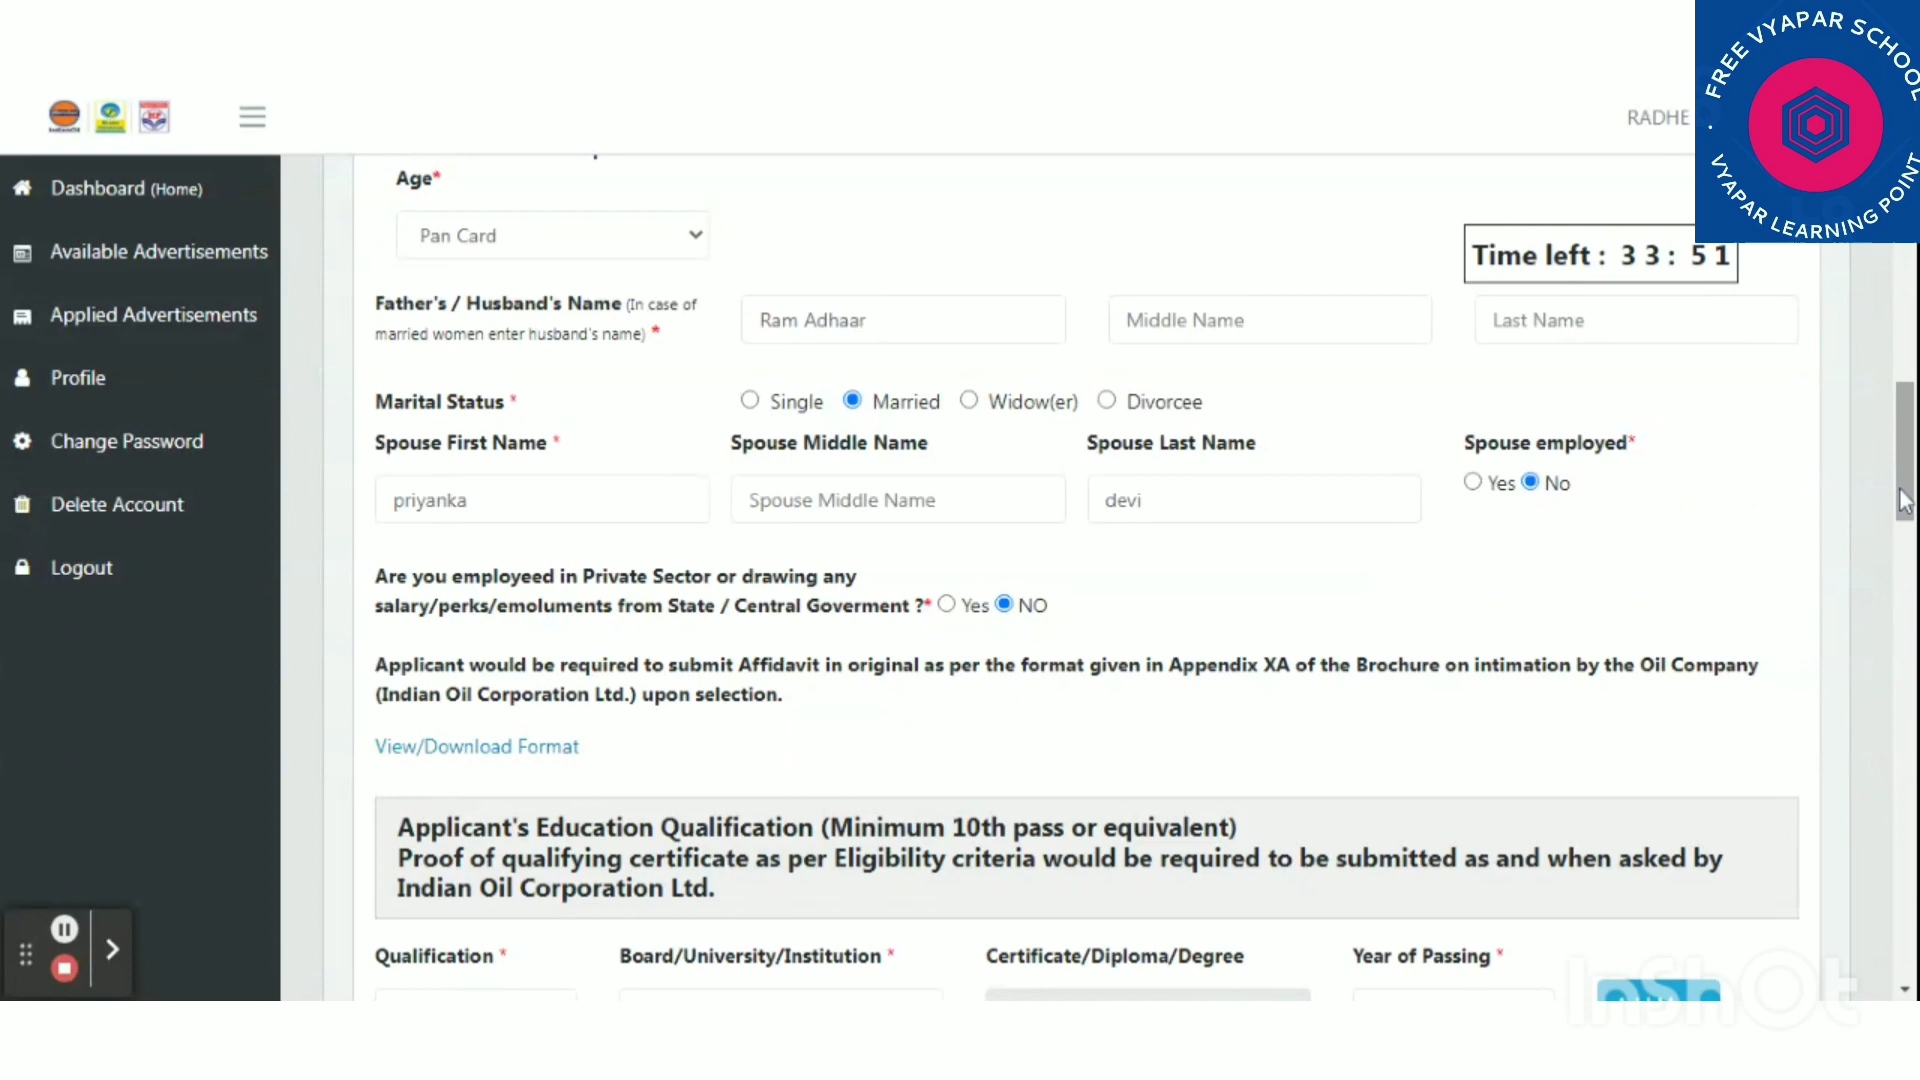 FREE VYAPAR SCHOOL
VYAPAR LEARNING POINT
RADHE
Dashboard (Home)
Available Advertisements
Applied Advertisements
Profile
Change Password
Delete Account
Logout
Age*
Pan Card
Time left : 3 3 : 5 1
Father's / Husband's Name (In case of
married women enter husband's name) *
Ram Adhaar
Middle Name
Last Name
Marital Status *
Single
Married
Widow(er)
Divorcee
Spouse First Name *
Spouse Middle Name
Spouse Last Name
Spouse employed*
priyanka
Spouse Middle Name
devi
Yes
No
Are you employeed in Private Sector or drawing any
salary/perks/emoluments from State / Central Goverment ?* Yes NO
Applicant would be required to submit Affidavit in original as per the format given in Appendix XA of the Brochure on intimation by the Oil Company
(Indian Oil Corporation Ltd.) upon selection.
View/Download Format
Applicant's Education Qualification (Minimum 10th pass or equivalent)
Proof of qualifying certificate as per Eligibility criteria would be required to be submitted as and when asked by
Indian Oil Corporation Ltd.
Qualification *
Board/University/Institution *
Certificate/Diploma/Degree
Year of Passing *
InShOt